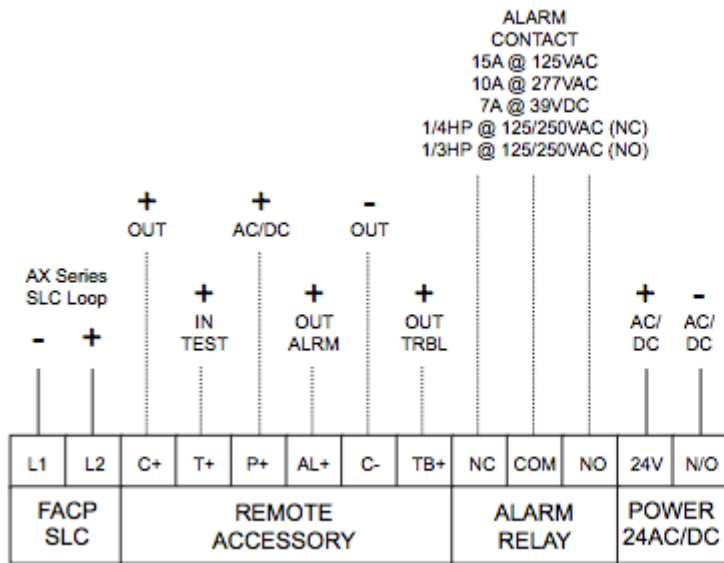 ALARM
CONTACT
15A @ 125VAC
10A @ 277VAC
7A @ 39VDC
1/4HP @ 125/250VAC (NC)
1/3HP @ 125/250VAC (NO)
+ + -
OUT AC/DC OUT
AX Series
SLC Loop
- + + + + + -
IN OUT OUT AC/ AC/
TEST ALRM TRBL DC DC
L1 L2 C+ T+ P+ AL+ C- TB+ NC COM NO 24V N/O
FACP REMOTE ALARM POWER
SLC ACCESSORY RELAY 24AC/DC